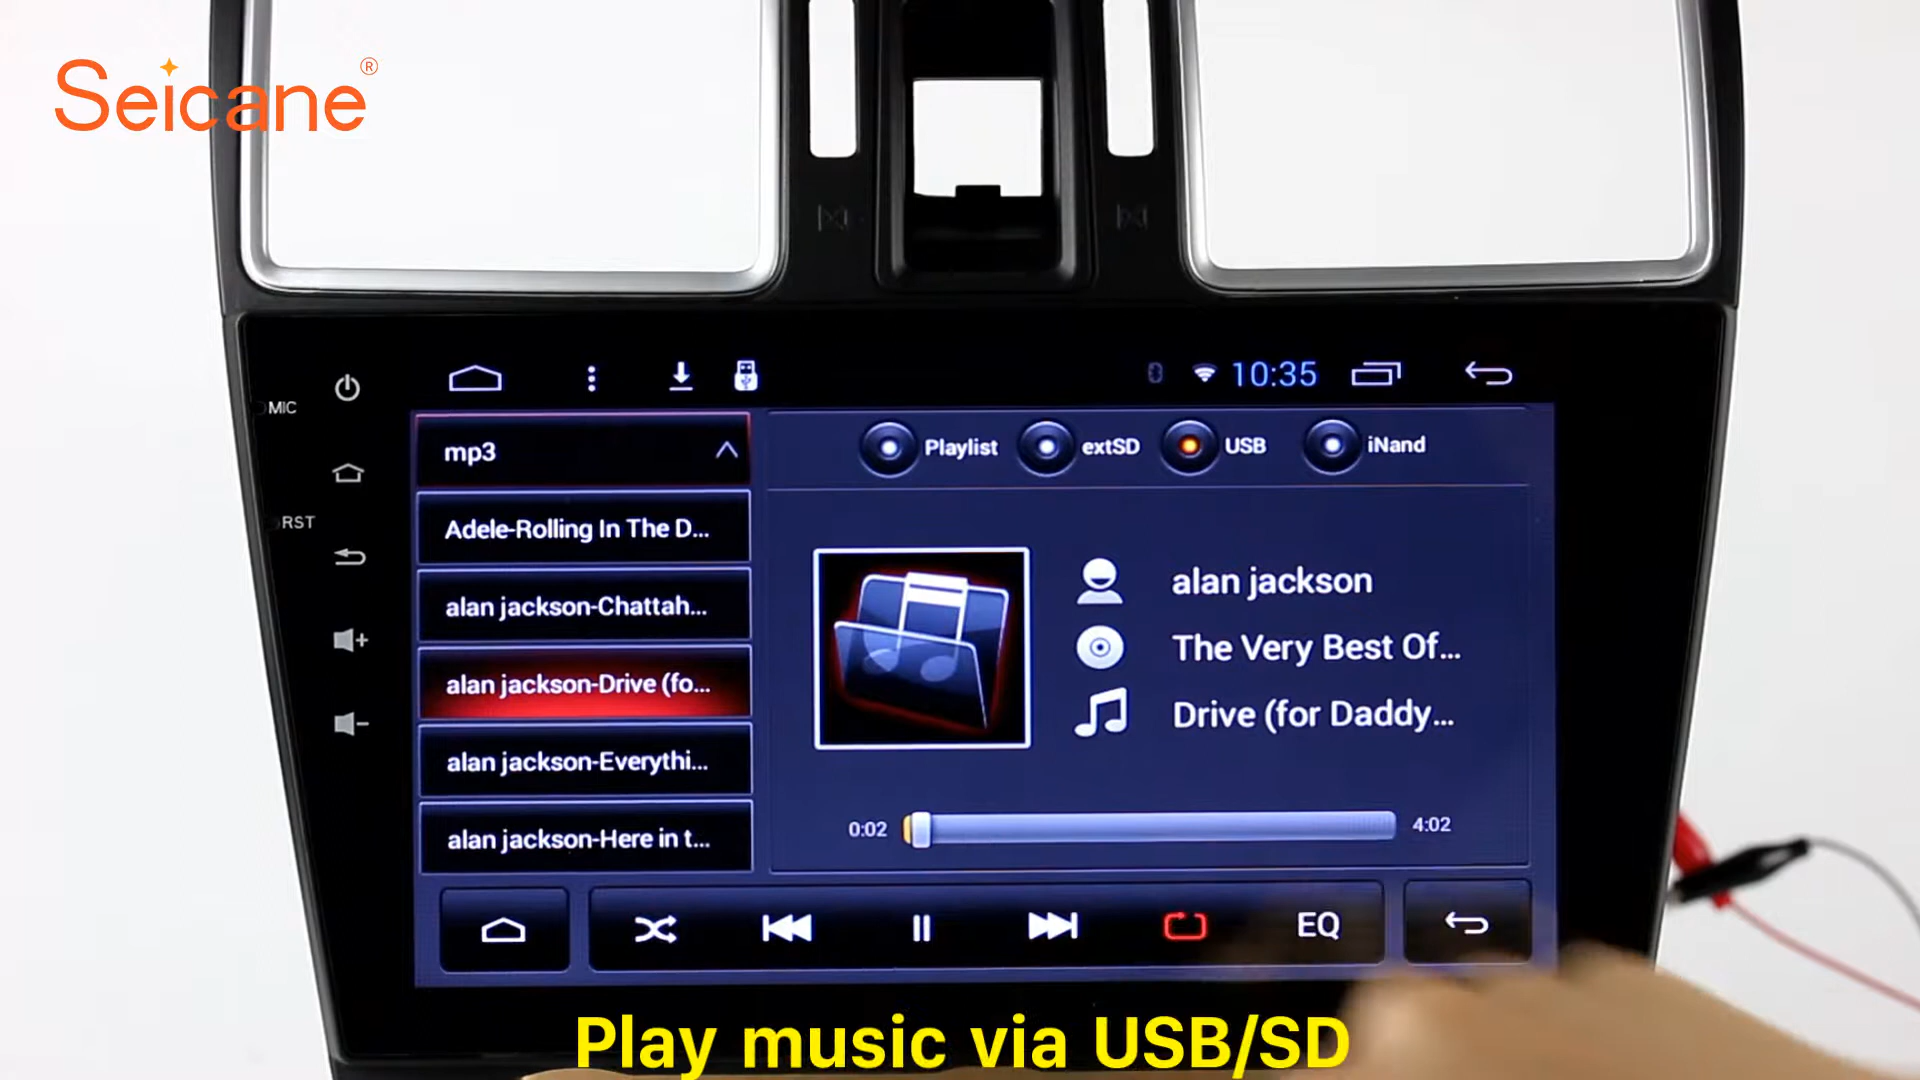 Seicane®
MIC
RST
10:35
mp3
Adele-Rolling In The D...
alan jackson-Chattah...
alan jackson-Drive (fo...
alan jackson-Everythi...
alan jackson-Here in t...
Playlist
extSD
USB
iNand
alan jackson
The Very Best Of...
Drive (for Daddy...
0:02
4:02
EQ
Play music via USB/SD